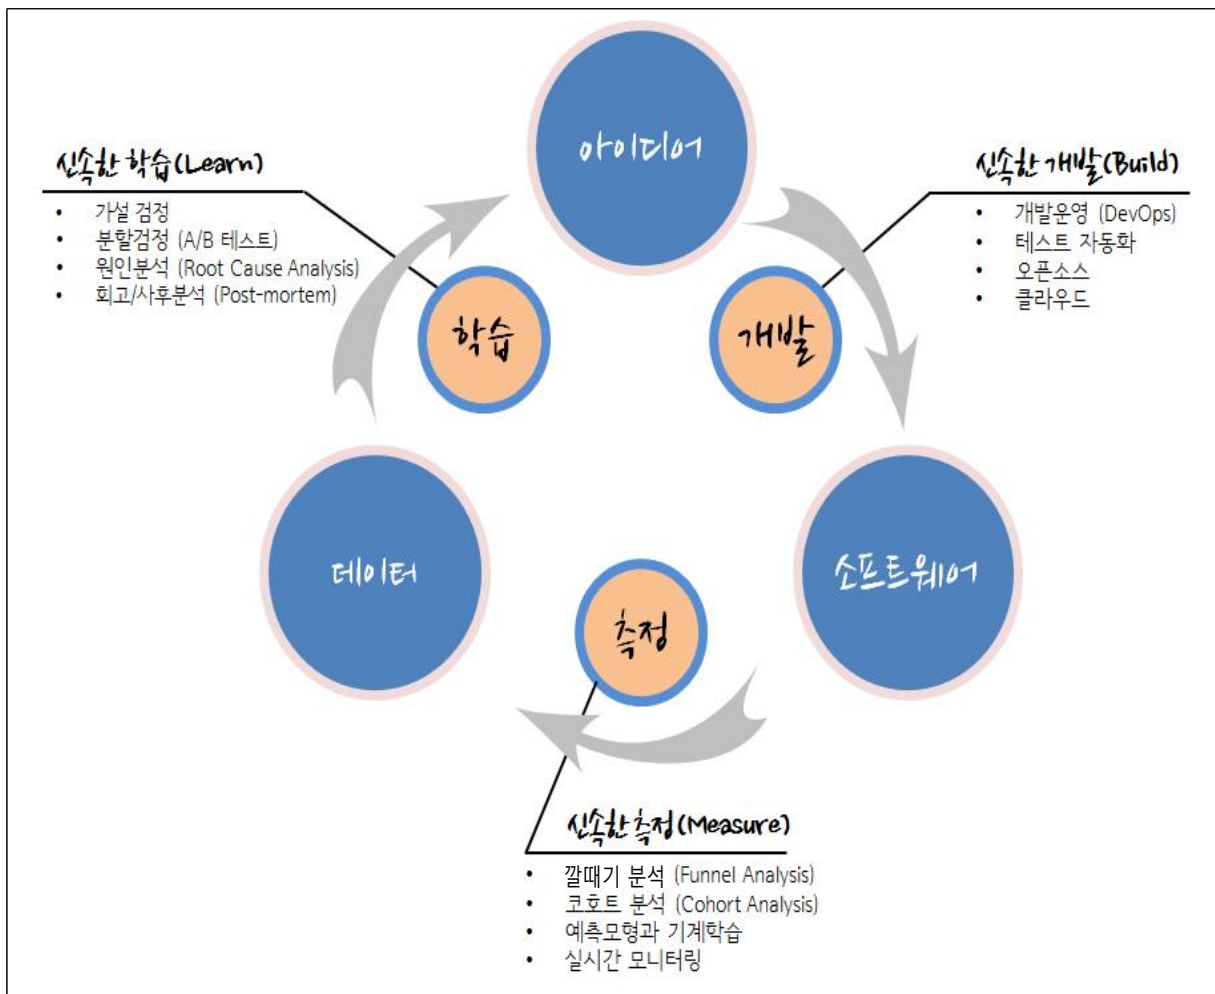 아이디어
신속한 학습(Learn)
• 가설 검정
• 분할검정 (A/B 테스트)
• 원인분석 (Root Cause Analysis)
• 회고/사후분석 (Post-mortem)
신속한 개발(Build)
• 개발운영 (DevOps)
• 테스트 자동화
• 오픈소스
• 클라우드
학습
개발
데이터
소프트웨어
측정
신속한 측정(Measure)
• 깔때기 분석 (Funnel Analysis)
• 코호트 분석 (Cohort Analysis)
• 예측모형과 기계학습
• 실시간 모니터링